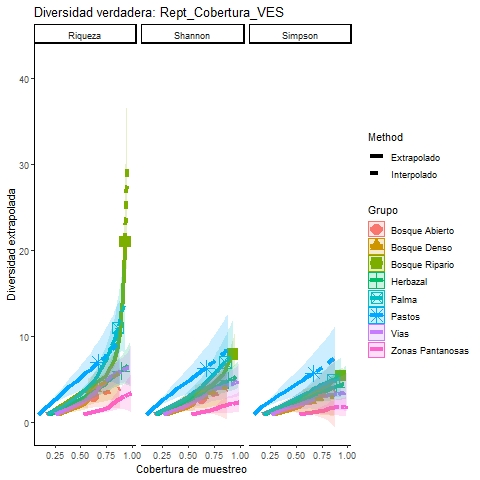 Diversidad verdadera: Rept_Cobertura_VES
Riqueza
Shannon
Simpson
Diversidad extrapolada
40
30
20
10
0
0.25 0.50 0.75 1.00
0.25 0.50 0.75 1.00
0.25 0.50 0.75 1.00
Cobertura de muestreo
Method
Extrapolado
Interpolado
Grupo
Bosque Abierto
Bosque Denso
Bosque Ripario
Herbazal
Palma
Pastos
Vias
Zonas Pantanosas